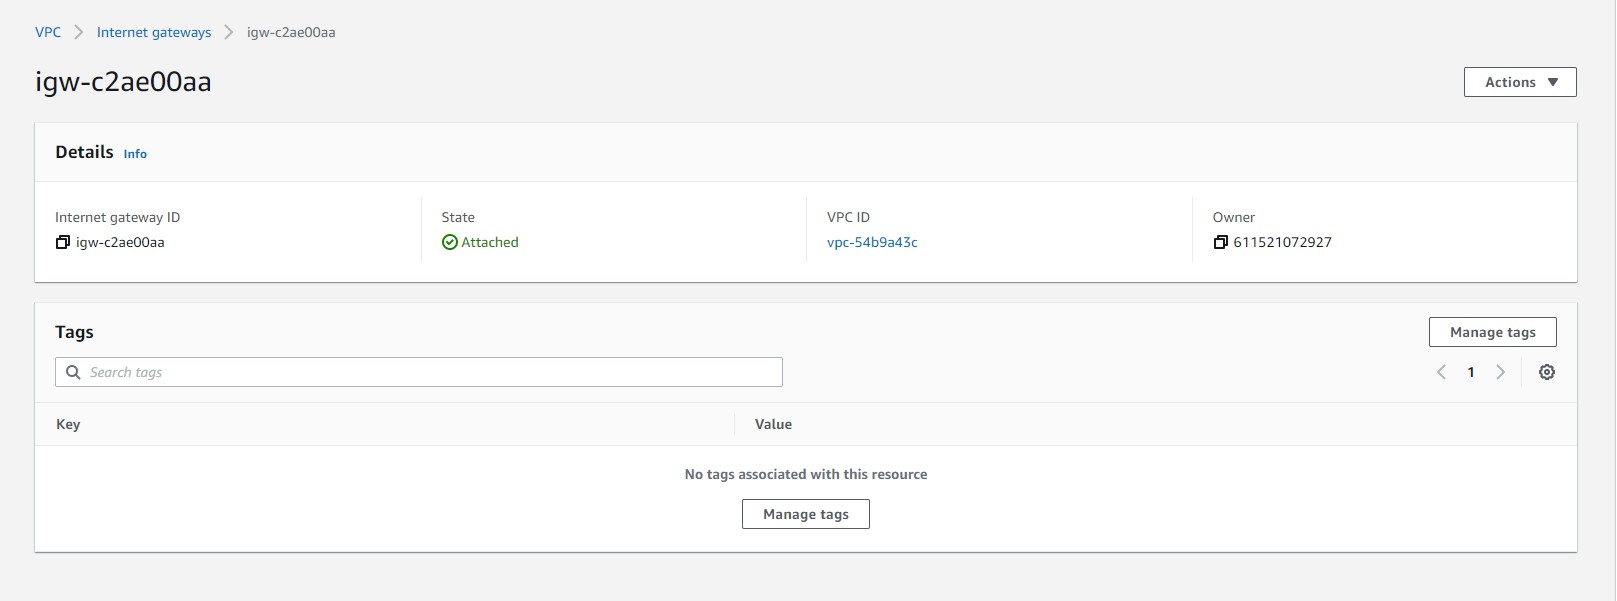 VPC > Internet gateways > igw-c2ae00aa
igw-c2ae00aa
Actions ▼
Details Info
Internet gateway ID
igw-c2ae00aa
State
Attached
VPC ID
vpc-54b9a43c
Owner
611521072927
Tags
Manage tags
Search tags
1
Key Value
No tags associated with this resource
Manage tags